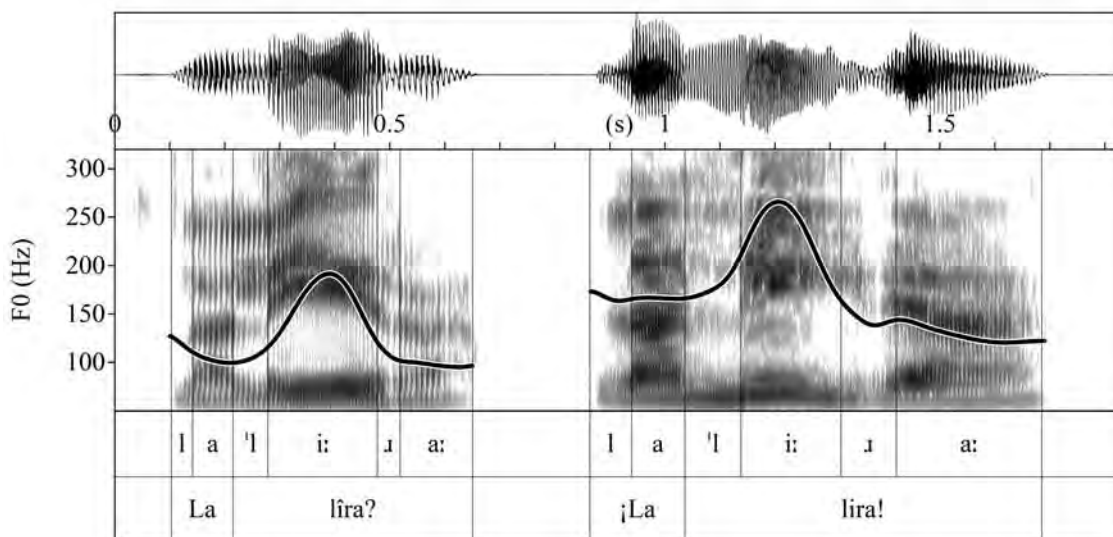 0 0.5 (s) 1 1.5
300
250
200
150
100
F0 (Hz)
l a ˈl iː ɹ aː l a ˈl iː ɹ aː
La lîra? ¡La lira!